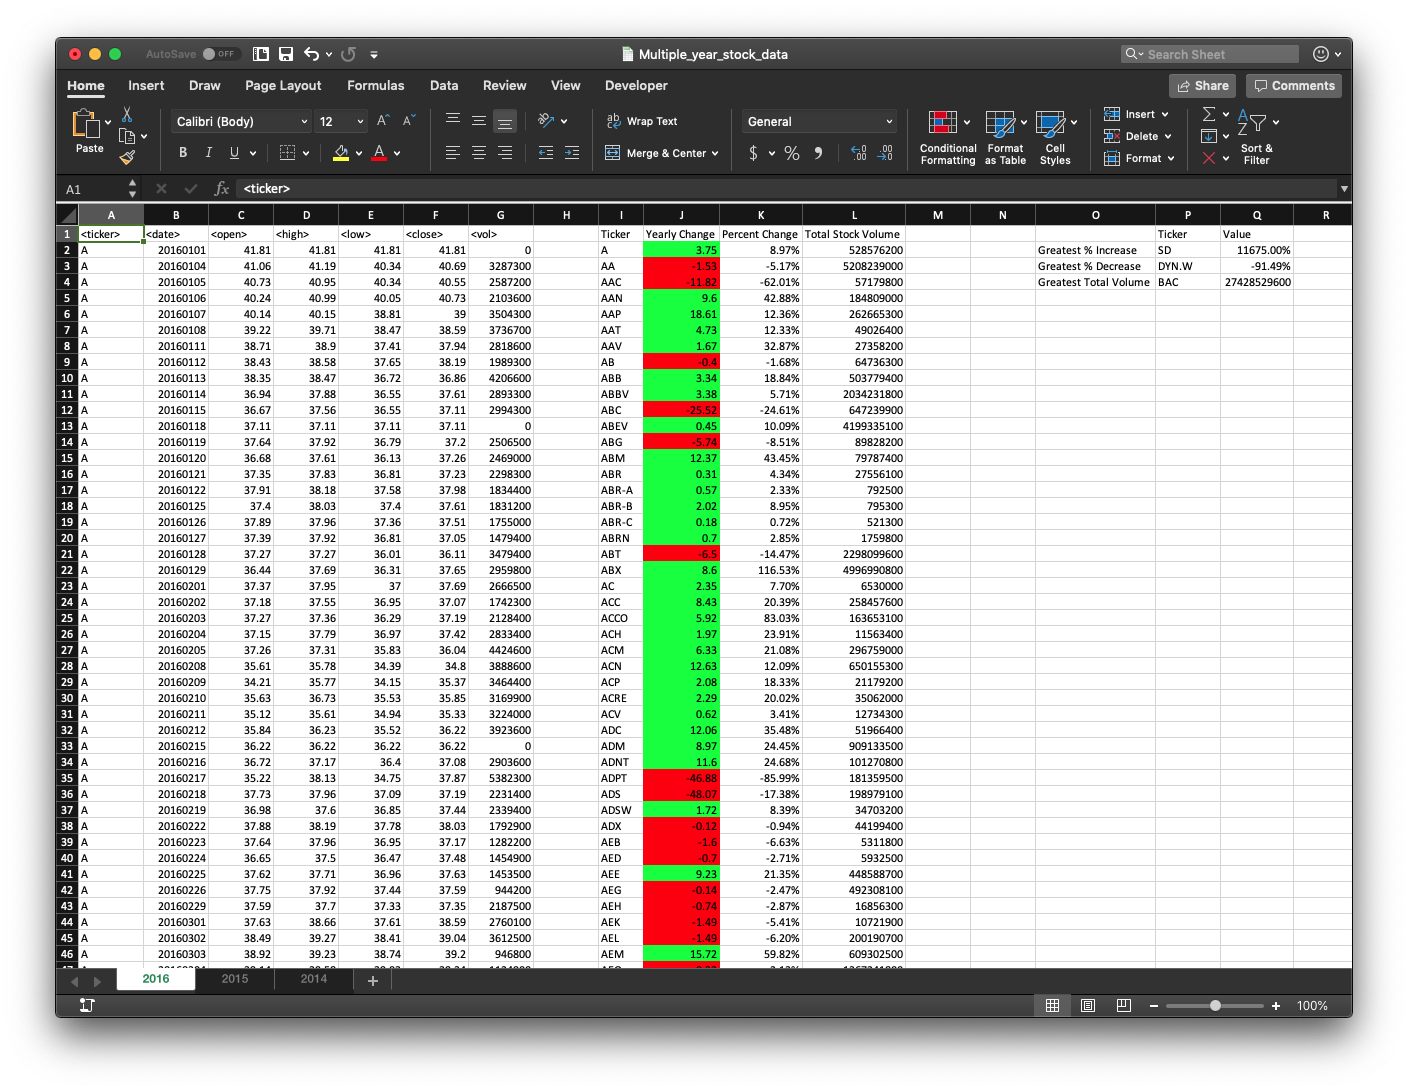 AutoSave OFF Multiple_year_stock_data Search Sheet
Home Insert Draw Page Layout Formulas Data Review View Developer Share Comments
Paste Calibri (Body) 12 A A ab Wrap Text General Insert Σ A Z
B I U A Merge & Center $ % 9 .00 .00 Conditional Formatting Format as Table Cell Styles Delete Format Sort & Filter
A1 fx <ticker>
A B C D E F G H I J K L M N O P Q R
1 <ticker> <date> <open> <high> <low> <close> <vol> Ticker Yearly Change Percent Change Total Stock Volume Ticker Value
2 A 20160101 41.81 41.81 41.81 41.81 0 A 3.75 8.97% 528576200 Greatest % Increase SD 11675.00%
3 A 20160104 41.06 41.19 40.34 40.69 3287300 AA -1.53 -5.17% 5208239000 Greatest % Decrease DYN.W -91.49%
4 A 20160105 40.73 40.95 40.34 40.55 2587200 AAC -11.82 -62.01% 57179800 Greatest Total Volume BAC 27428529600
5 A 20160106 40.24 40.99 40.05 40.73 2103600 AAN 9.6 42.88% 184809000
6 A 20160107 40.14 40.15 38.81 39 3504300 AAP 18.61 12.36% 262665300
7 A 20160108 39.22 39.71 38.47 38.59 3736700 AAT 4.73 12.33% 49026400
8 A 20160111 38.71 38.9 37.41 37.94 2818600 AAV 1.67 32.87% 27358200
9 A 20160112 38.43 38.58 37.65 38.19 1989300 AB -0.4 -1.68% 64736300
10 A 20160113 38.35 38.47 36.72 36.86 4206600 ABB 3.34 18.84% 503779400
11 A 20160114 36.94 37.88 36.55 37.61 2893300 ABBV 3.38 5.71% 2034231800
12 A 20160115 36.67 37.56 36.55 37.11 2994300 ABC -25.52 -24.61% 647239900
13 A 20160118 37.11 37.11 37.11 37.11 0 ABEV 0.45 10.09% 4199335100
14 A 20160119 37.64 37.92 36.79 37.2 2506500 ABG -5.74 -8.51% 89828200
15 A 20160120 36.68 37.61 36.13 37.26 2469000 ABM 12.37 43.45% 79787400
16 A 20160121 37.35 37.83 36.81 37.23 2298300 ABR 0.31 4.34% 27556100
17 A 20160122 37.91 38.18 37.58 37.98 1834400 ABR-A 0.57 2.33% 792500
18 A 20160125 37.4 38.03 37.4 37.61 1831200 ABR-B 2.02 8.95% 795300
19 A 20160126 37.89 37.96 37.36 37.51 1755000 ABR-C 0.18 0.72% 521300
20 A 20160127 37.39 37.92 36.81 37.05 1479400 ABRN 0.7 2.85% 1759800
21 A 20160128 37.27 37.27 36.01 36.11 3479400 ABT -6.5 -14.47% 2298099600
22 A 20160129 36.44 37.69 36.31 37.65 2959800 ABX 8.6 116.53% 4996990800
23 A 20160201 37.37 37.95 37 37.69 2666500 AC 2.35 7.70% 6530000
24 A 20160202 37.18 37.55 36.95 37.07 1742300 ACC 8.43 20.39% 258457600
25 A 20160203 37.27 37.36 36.29 37.19 2128400 ACCO 5.92 83.03% 163653100
26 A 20160204 37.15 37.79 36.97 37.42 2833400 ACH 1.97 23.91% 11563400
27 A 20160205 37.26 37.31 35.83 36.04 4424600 ACM 6.33 21.08% 296759000
28 A 20160208 35.61 35.78 34.39 34.8 3888600 ACN 12.63 12.09% 650155300
29 A 20160209 34.21 35.77 34.15 35.37 3464400 ACP 2.08 18.33% 21179200
30 A 20160210 35.63 36.73 35.53 35.85 3169900 ACRE 2.29 20.02% 35062000
31 A 20160211 35.12 35.61 34.94 35.33 3224000 ACV 0.62 3.41% 12734300
32 A 20160212 35.84 36.23 35.52 36.22 3923600 ADC 12.06 35.48% 51966400
33 A 20160215 36.22 36.22 36.22 36.22 0 ADM 8.97 24.45% 909133500
34 A 20160216 36.72 37.17 36.4 37.08 2903600 ADNT 11.6 24.68% 101270800
35 A 20160217 35.22 38.13 34.75 37.87 5382300 ADPT -46.88 -85.99% 181359500
36 A 20160218 37.73 37.96 37.09 37.19 2231400 ADS -48.07 -17.38% 198979100
37 A 20160219 36.98 37.6 36.85 37.44 2339400 ADSW 1.72 8.39% 34703200
38 A 20160222 37.88 38.19 37.78 38.03 1792900 ADX -0.12 -0.94% 44199400
39 A 20160223 37.64 37.96 36.95 37.17 1282200 AEB -1.6 -6.63% 5311800
40 A 20160224 36.65 37.5 36.47 37.48 1454900 AED -0.7 -2.71% 5932500
41 A 20160225 37.62 37.71 36.96 37.63 1453500 AEE 9.23 21.35% 448588700
42 A 20160226 37.75 37.92 37.44 37.59 944200 AEG -0.14 -2.47% 492308100
43 A 20160229 37.59 37.7 37.33 37.35 2187500 AEH -0.74 -2.87% 16856300
44 A 20160301 37.63 38.66 37.61 38.59 2760100 AEK -1.49 -5.41% 10721900
45 A 20160302 38.49 39.27 38.41 39.04 3612500 AEL -1.49 -6.20% 200190700
46 A 20160303 38.92 39.23 38.74 39.2 946800 AEM 15.72 59.82% 609302500
2016 2015 2014 +
100%